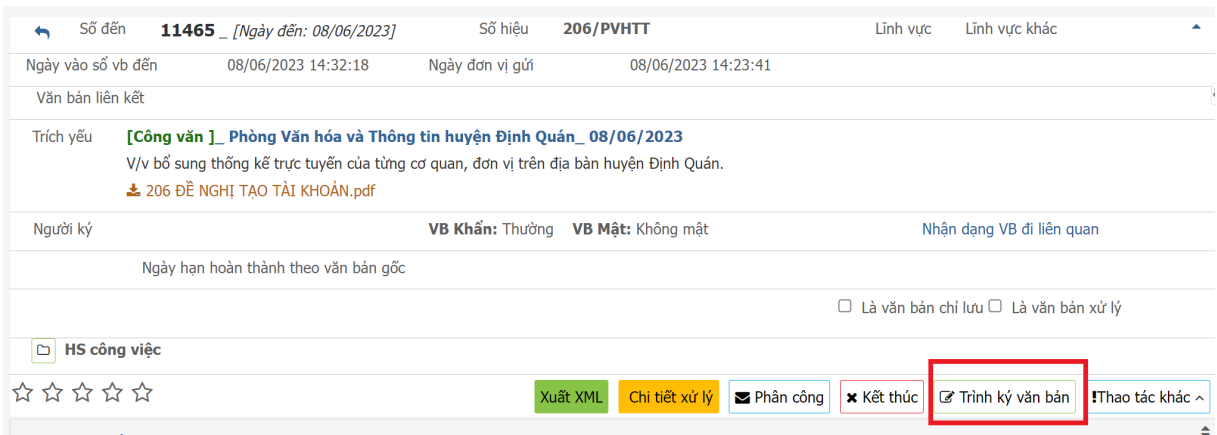 Số đến 11465 _ [Ngày đến: 08/06/2023] Số hiệu 206/PVHTT Lĩnh vực Lĩnh vực khác
Ngày vào sổ vb đến 08/06/2023 14:32:18 Ngày đơn vị gửi 08/06/2023 14:23:41
Văn bản liên kết
Trích yếu [Công văn ]_ Phòng Văn hóa và Thông tin huyện Định Quán_ 08/06/2023
V/v bổ sung thống kế trực tuyến của từng cơ quan, đơn vị trên địa bàn huyện Định Quán.
206 ĐỀ NGHỊ TẠO TÀI KHOẢN.pdf
Người ký VB Khẩn: Thường VB Mật: Không mật Nhận dạng VB đi liên quan
Ngày hạn hoàn thành theo văn bản gốc
Là văn bản chỉ lưu Là văn bản xử lý
HS công việc
Xuất XML Chi tiết xử lý Phân công Kết thúc Trình ký văn bản !Thao tác khác